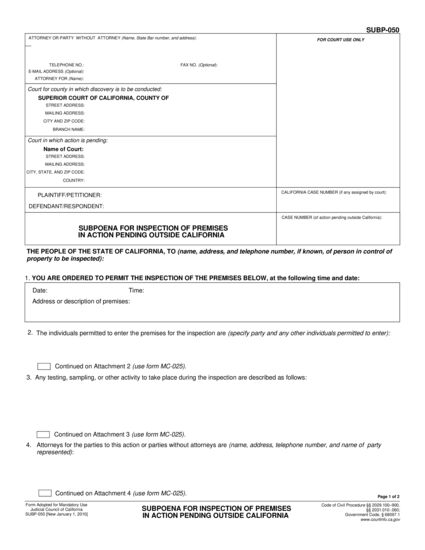 SUBP-050
ATTORNEY OR PARTY WITHOUT ATTORNEY (Name, State Bar number, and address):
FOR COURT USE ONLY
TELEPHONE NO.: FAX NO. (Optional):
E-MAIL ADDRESS (Optional):
ATTORNEY FOR (Name):
Court for county in which discovery is to be conducted:
SUPERIOR COURT OF CALIFORNIA, COUNTY OF
STREET ADDRESS:
MAILING ADDRESS:
CITY AND ZIP CODE:
BRANCH NAME:
Court in which action is pending:
Name of Court:
STREET ADDRESS:
MAILING ADDRESS:
CITY, STATE, AND ZIP CODE:
COUNTRY:
PLAINTIFF/PETITIONER:
DEFENDANT/RESPONDENT:
CALIFORNIA CASE NUMBER (if any assigned by court):
SUBPOENA FOR INSPECTION OF PREMISES
IN ACTION PENDING OUTSIDE CALIFORNIA
CASE NUMBER (of action pending outside California):
THE PEOPLE OF THE STATE OF CALIFORNIA, TO (name, address, and telephone number, if known, of person in control of
property to be inspected):
1. YOU ARE ORDERED TO PERMIT THE INSPECTION OF THE PREMISES BELOW, at the following time and date:
Date: Time:
Address or description of premises:
2. The individuals permitted to enter the premises for the inspection are (specify party and any other individuals permitted to enter):
Continued on Attachment 2 (use form MC-025).
3. Any testing, sampling, or other activity to take place during the inspection are described as follows:
Continued on Attachment 3 (use form MC-025).
4. Attorneys for the parties to this action or parties without attorneys are (name, address, telephone number, and name of party
represented):
Continued on Attachment 4 (use form MC-025).
Page 1 of 2
Form Adopted for Mandatory Use
Judicial Council of California
SUBP-050 [New January 1, 2010]
SUBPOENA FOR INSPECTION OF PREMISES
IN ACTION PENDING OUTSIDE CALIFORNIA
Code of Civil Procedure §§ 2029.100–900,
§§ 2031.010–060;
Government Code, § 68097.1
www.courtinfo.ca.gov